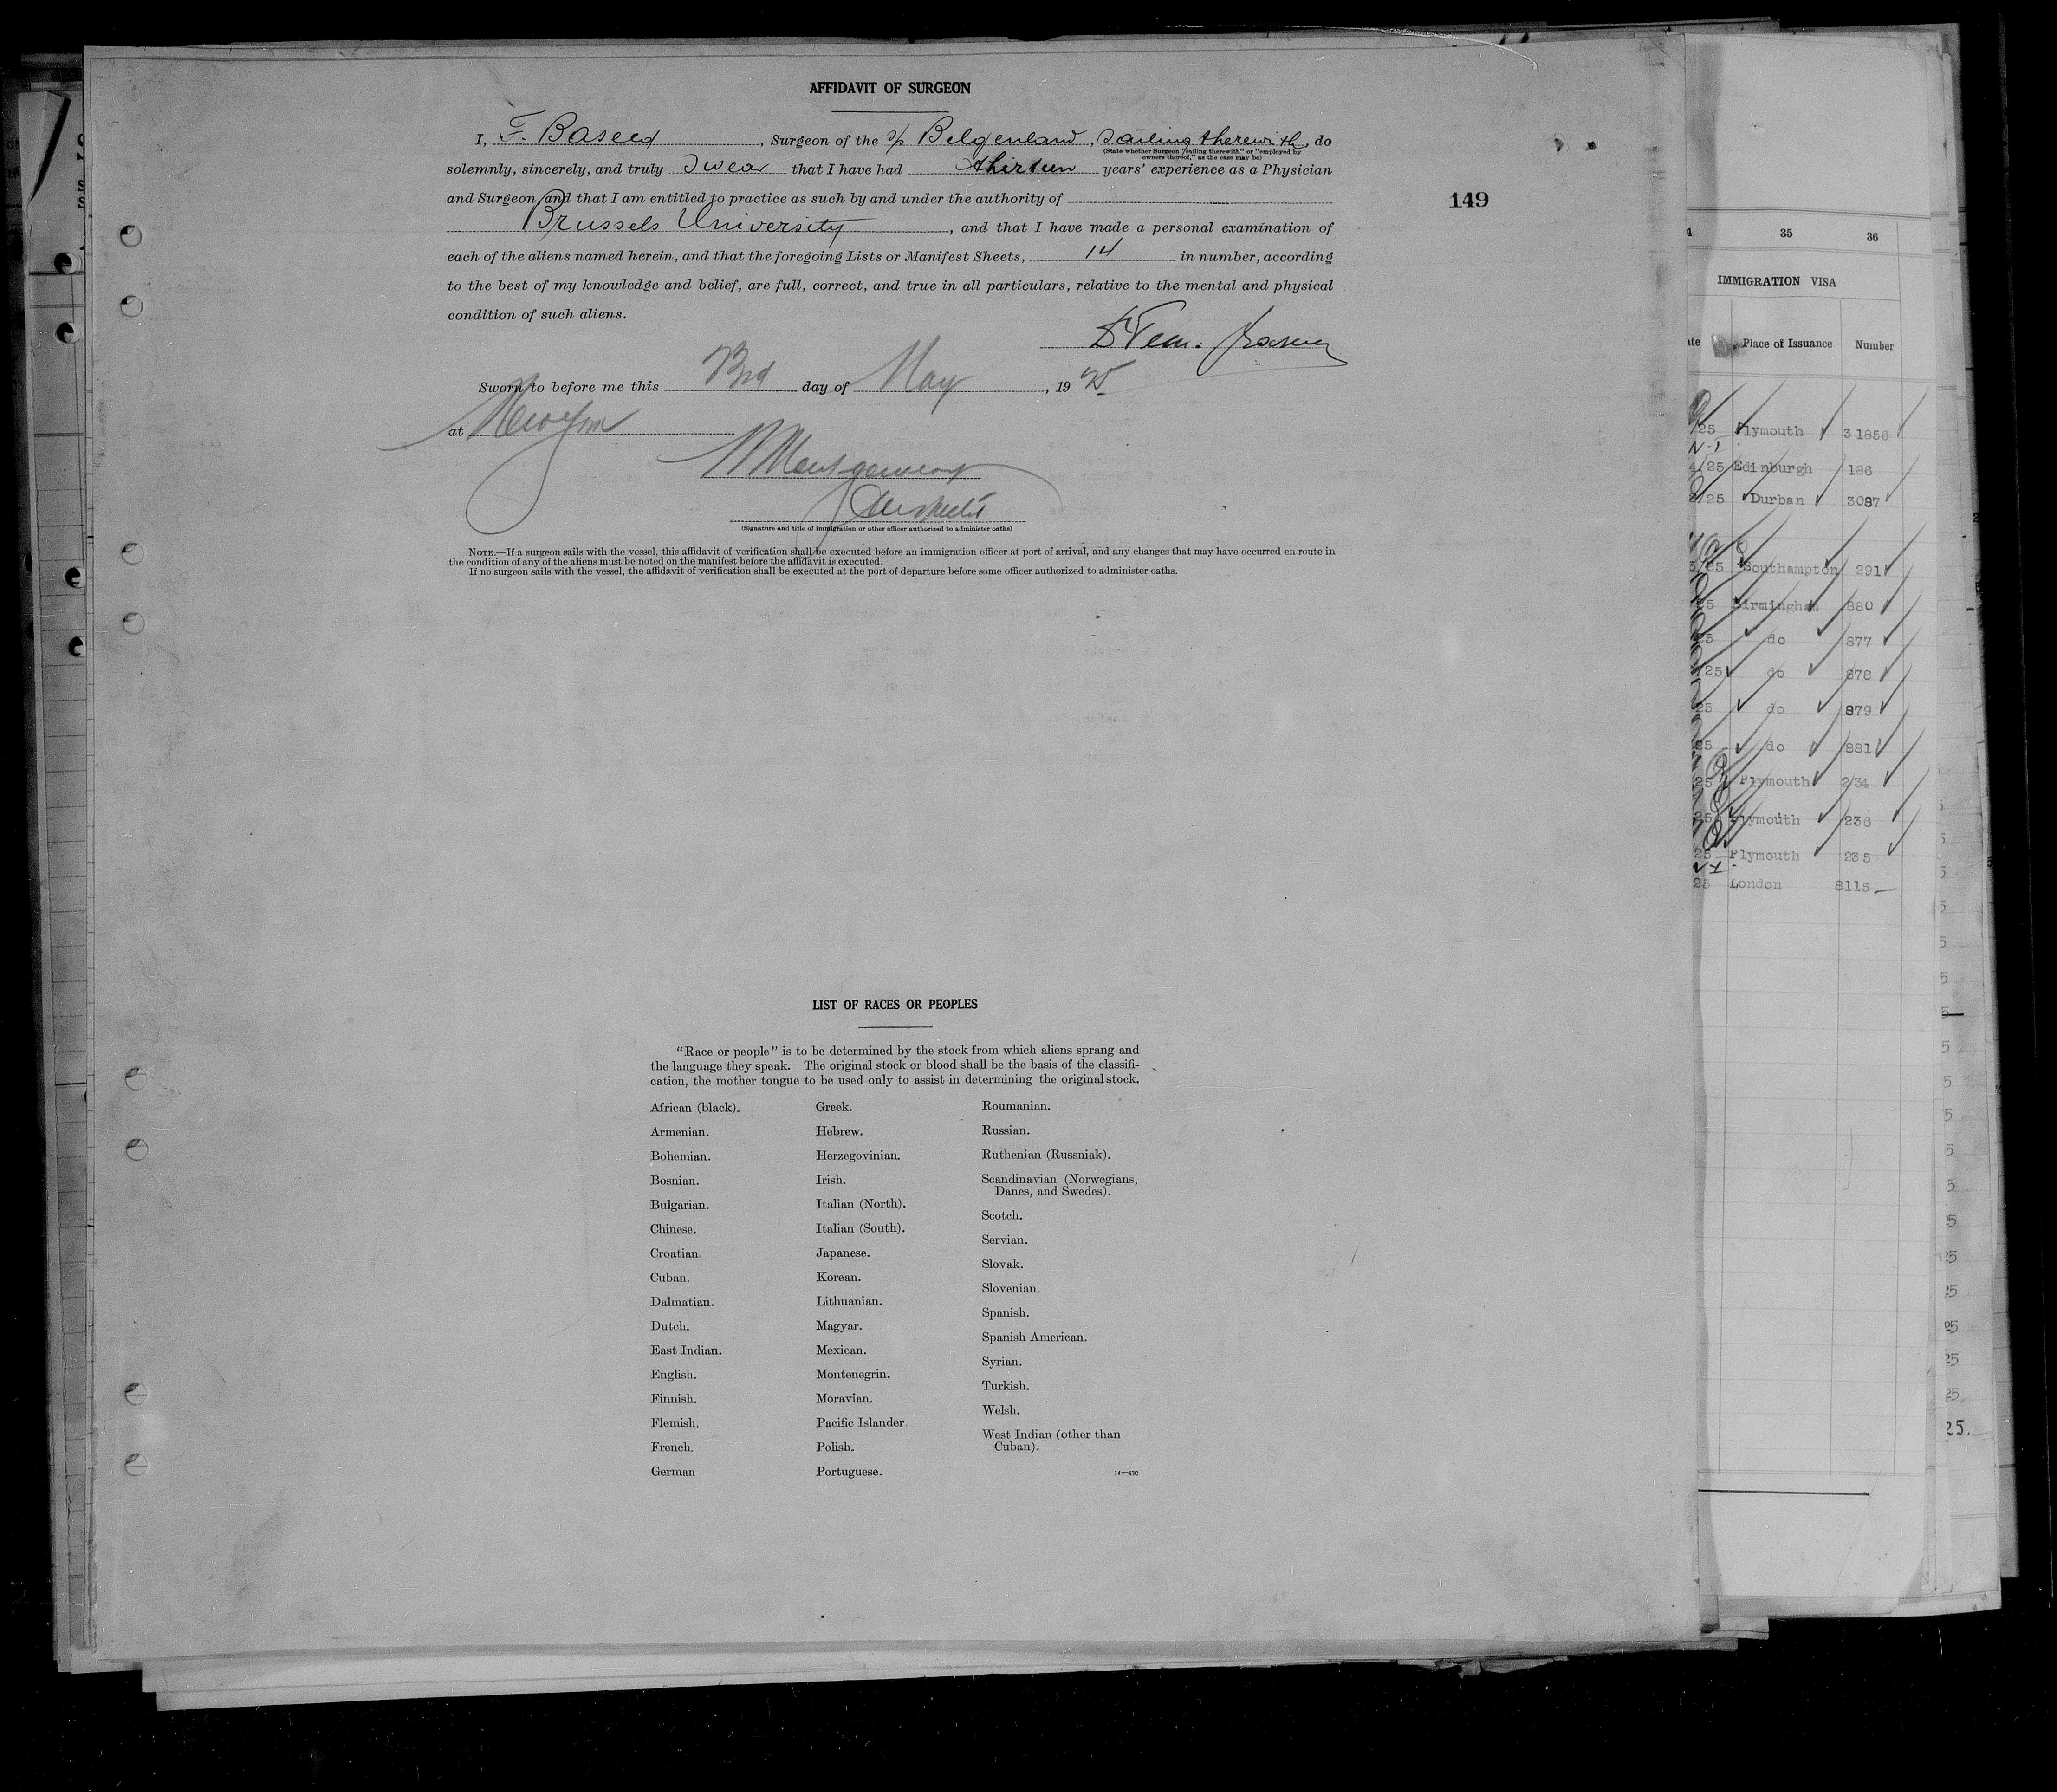 AFFIDAVIT OF SURGEON
I, F. Baseed, Surgeon of the S/S Belgenland, Sailing therewith, do
(State whether Surgeon "sailing therewith" or "employed by
owners thereof," as the case may be)
solemnly, sincerely, and truly swear that I have had thirteen years' experience as a Physician
and Surgeon, and that I am entitled to practice as such by and under the authority of
Brussels University, and that I have made a personal examination of
149
each of the aliens named herein, and that the foregoing Lists or Manifest Sheets, 14 in number, according
to the best of my knowledge and belief, are full, correct, and true in all particulars, relative to the mental and physical
condition of such aliens.
Sworn to before me this 3rd day of May, 1925
at New York
Montgomery
(Signature and title of immigration or other officer authorized to administer oaths)
NOTE.—If a surgeon sails with the vessel, this affidavit of verification shall be executed before an immigration officer at port of arrival, and any changes that may have occurred en route in
the condition of any of the aliens must be noted on the manifest before the affidavit is executed.
If no surgeon sails with the vessel, the affidavit of verification shall be executed at the port of departure before some officer authorized to administer oaths.
LIST OF RACES OR PEOPLES
"Race or people" is to be determined by the stock from which aliens sprang and
the language they speak. The original stock or blood shall be the basis of the classifi-
cation, the mother tongue to be used only to assist in determining the original stock.
African (black).
Armenian.
Bohemian.
Bosnian.
Bulgarian.
Chinese.
Croatian.
Cuban.
Dalmatian.
Dutch.
East Indian.
English.
Finnish.
Flemish.
French.
German
Greek.
Hebrew.
Herzegovinian.
Irish.
Italian (North).
Italian (South).
Japanese.
Korean.
Lithuanian.
Magyar.
Mexican.
Montenegrin.
Moravian.
Pacific Islander.
Polish.
Portuguese.
Roumanian.
Russian.
Ruthenian (Russniak).
Scandinavian (Norwegians,
Danes, and Swedes).
Scotch.
Servian.
Slovak.
Slovenian.
Spanish.
Spanish American.
Syrian.
Turkish.
Welsh.
West Indian (other than
Cuban).
35 36
IMMIGRATION VISA
Place of Issuance Number
25 Plymouth 31856
4/25 Edinburgh 186
2/25 Durban 3087
3/25 Southampton 291
25 Birmingham 880
25 do 877
/25 do 878
25 do 879
25 do 881
25 Plymouth 234
25 Plymouth 236
25 Plymouth 235
25 London 8115